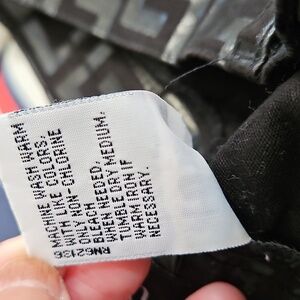 MACHINE WASH WARM
WITH LIKE COLORS.
ONLY NON-CHLORINE
BLEACH
WHEN NEEDED.
TUMBLE DRY MEDIUM.
WARM IRON IF
NECESSARY.
RN62136